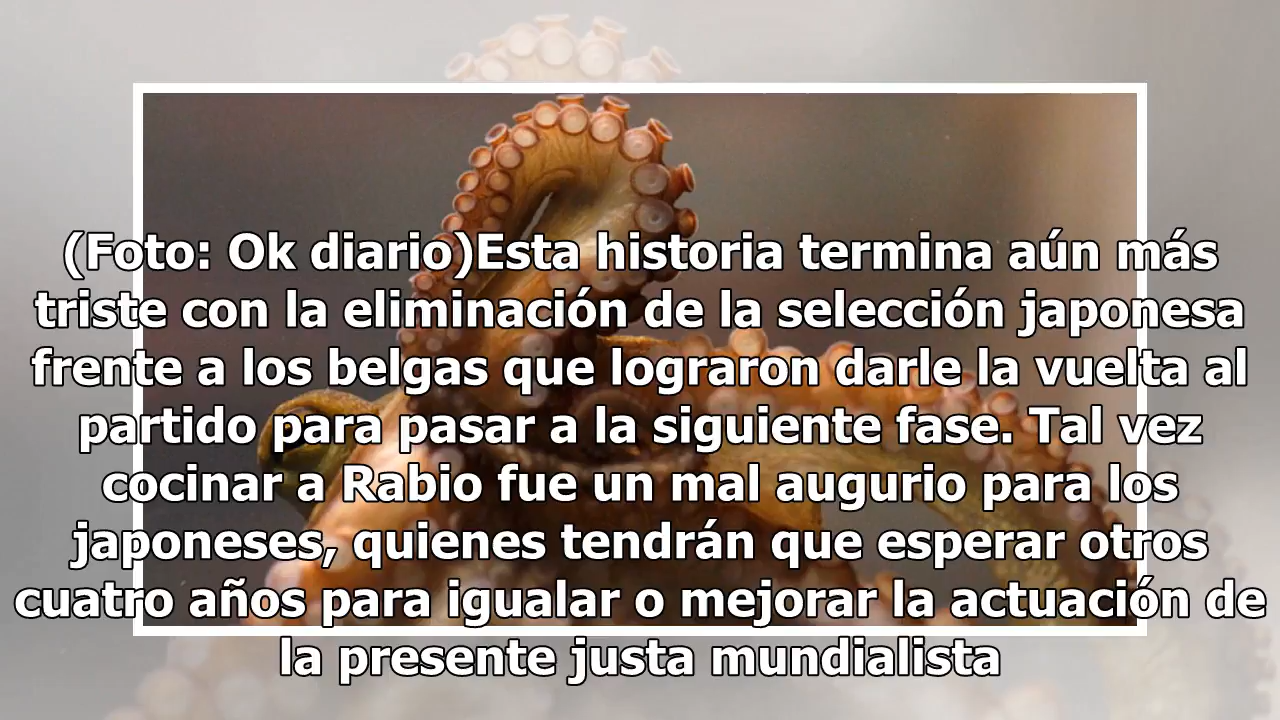 (Foto: Ok diario)Esta historia termina aún más
triste con la eliminación de la selección japonesa
frente a los belgas que lograron darle la vuelta al
partido para pasar a la siguiente fase. Tal vez
cocinar a Rabio fue un mal augurio para los
japoneses, quienes tendrán que esperar otros
cuatro años para igualar o mejorar la actuación de
la presente justa mundialista